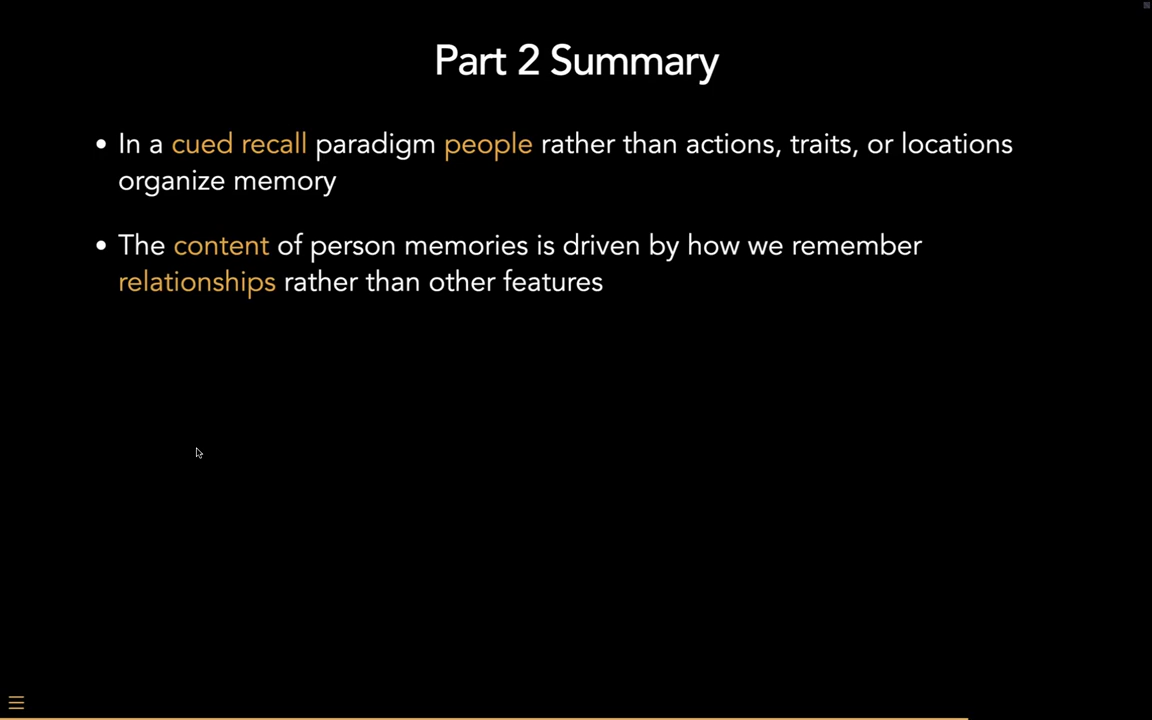 Part 2 Summary
• In a cued recall paradigm people rather than actions, traits, or locations
organize memory
• The content of person memories is driven by how we remember
relationships rather than other features